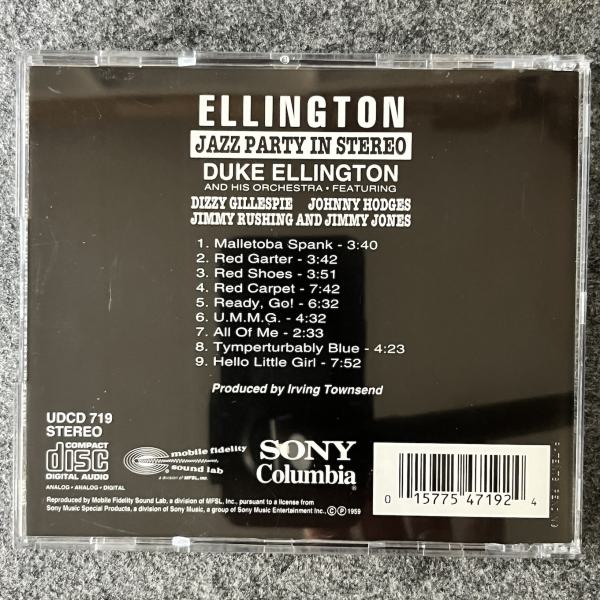 ELLINGTON
JAZZ PARTY IN STEREO
DUKE ELLINGTON
AND HIS ORCHESTRA • FEATURING
DIZZY GILLESPIE JOHNNY HODGES
JIMMY RUSHING AND JIMMY JONES
1. Malletoba Spank - 3:40
2. Red Garter - 3:42
3. Red Shoes - 3:51
4. Red Carpet - 7:42
5. Ready, Go! - 6:32
6. U.M.M.G. - 4:32
7. All Of Me - 2:33
8. Tymperturbably Blue - 4:23
9. Hello Little Girl - 7:52
Produced by Irving Townsend
UDCD 719
STEREO
COMPACT
disc
DIGITAL AUDIO
ANALOG • ANALOG • DIGITAL
mobile fidelity
sound lab
a division of MFSL, Inc.
SONY
Columbia®
0 15775 47192 4
Reproduced by Mobile Fidelity Sound Lab, a division of MFSL, Inc., pursuant to a license from
Sony Music Special Products, a division of Sony Music, a group of Sony Music Entertainment Inc., ©℗ 1959